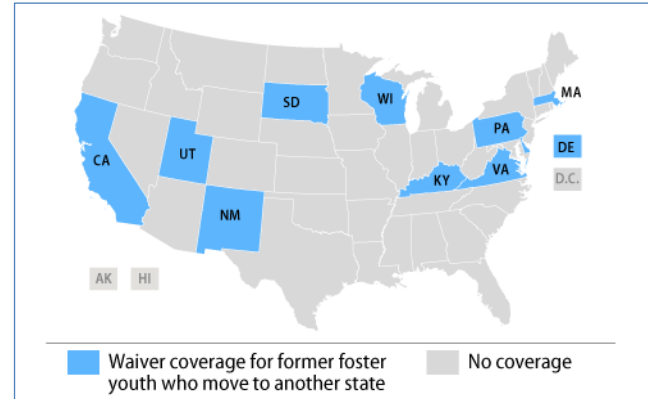 MA
WI
SD
PA
DE
CA
UT
VA
KY
D.C.
NM
AK HI
Waiver coverage for former foster
youth who move to another state
No coverage